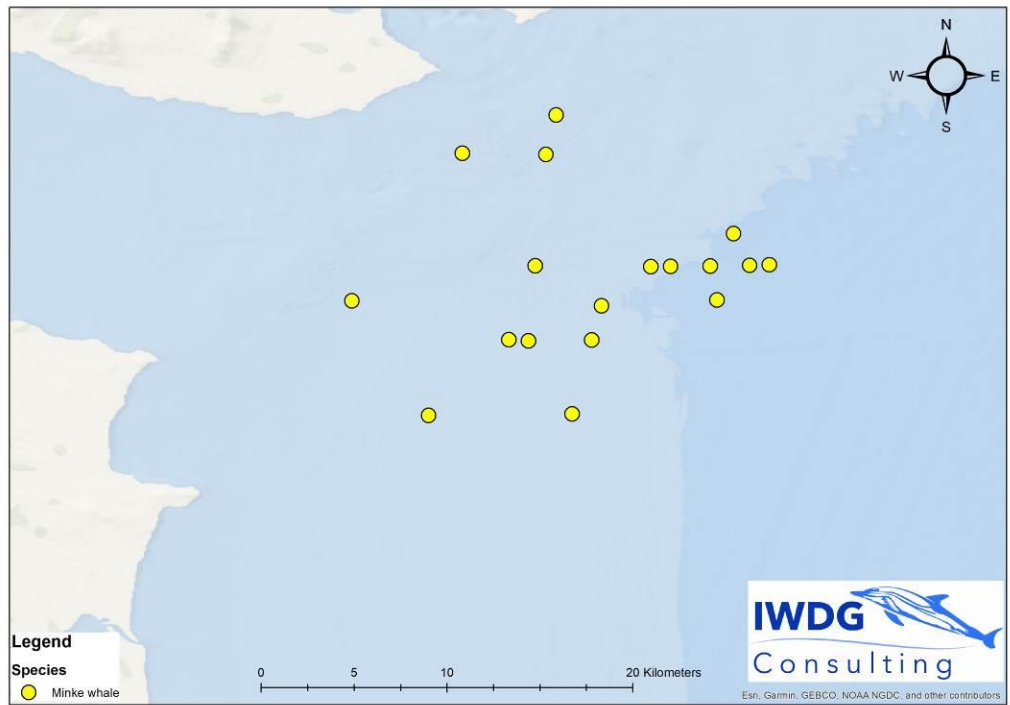 N
W E
S
Legend
Species
Minke whale
0 5 10 20 Kilometers
IWDG
Consulting
Esri, Garmin, GEBCO, NOAA NGDC, and other contributors